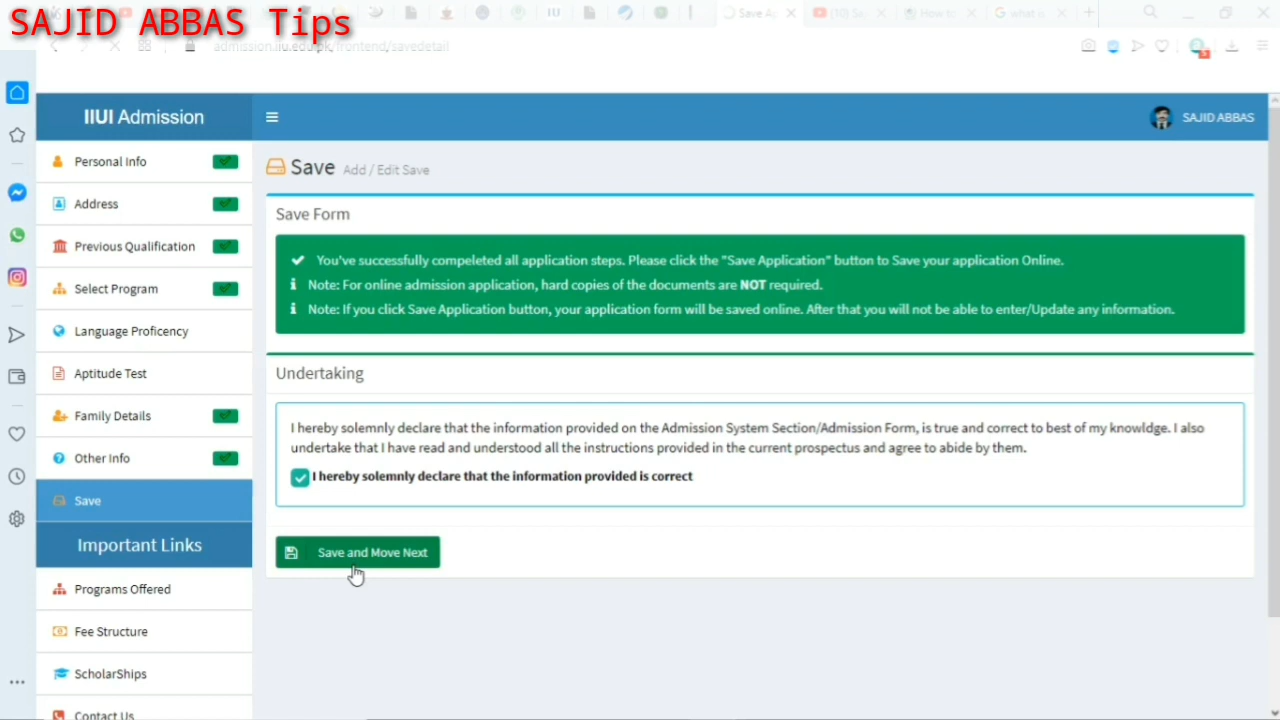 SAJID ABBAS Tips
IIUI Admission
SAJID ABBAS
admission.iiu.edu.pk/frontend/savedetail
Personal Info
Address
Previous Qualification
Select Program
Language Proficency
Aptitude Test
Family Details
Other Info
Save
Important Links
Programs Offered
Fee Structure
ScholarShips
Contact Us
Save Add / Edit Save
Save Form
You've successfully compeleted all application steps. Please click the "Save Application" button to Save your application Online.
Note: For online admission application, hard copies of the documents are NOT required.
Note: If you click Save Application button, your application form will be saved online. After that you will not be able to enter/Update any information.
Undertaking
I hereby solemnly declare that the information provided on the Admission System Section/Admission Form, is true and correct to best of my knowldge. I also
undertake that I have read and understood all the instructions provided in the current prospectus and agree to abide by them.
I hereby solemnly declare that the information provided is correct
Save and Move Next